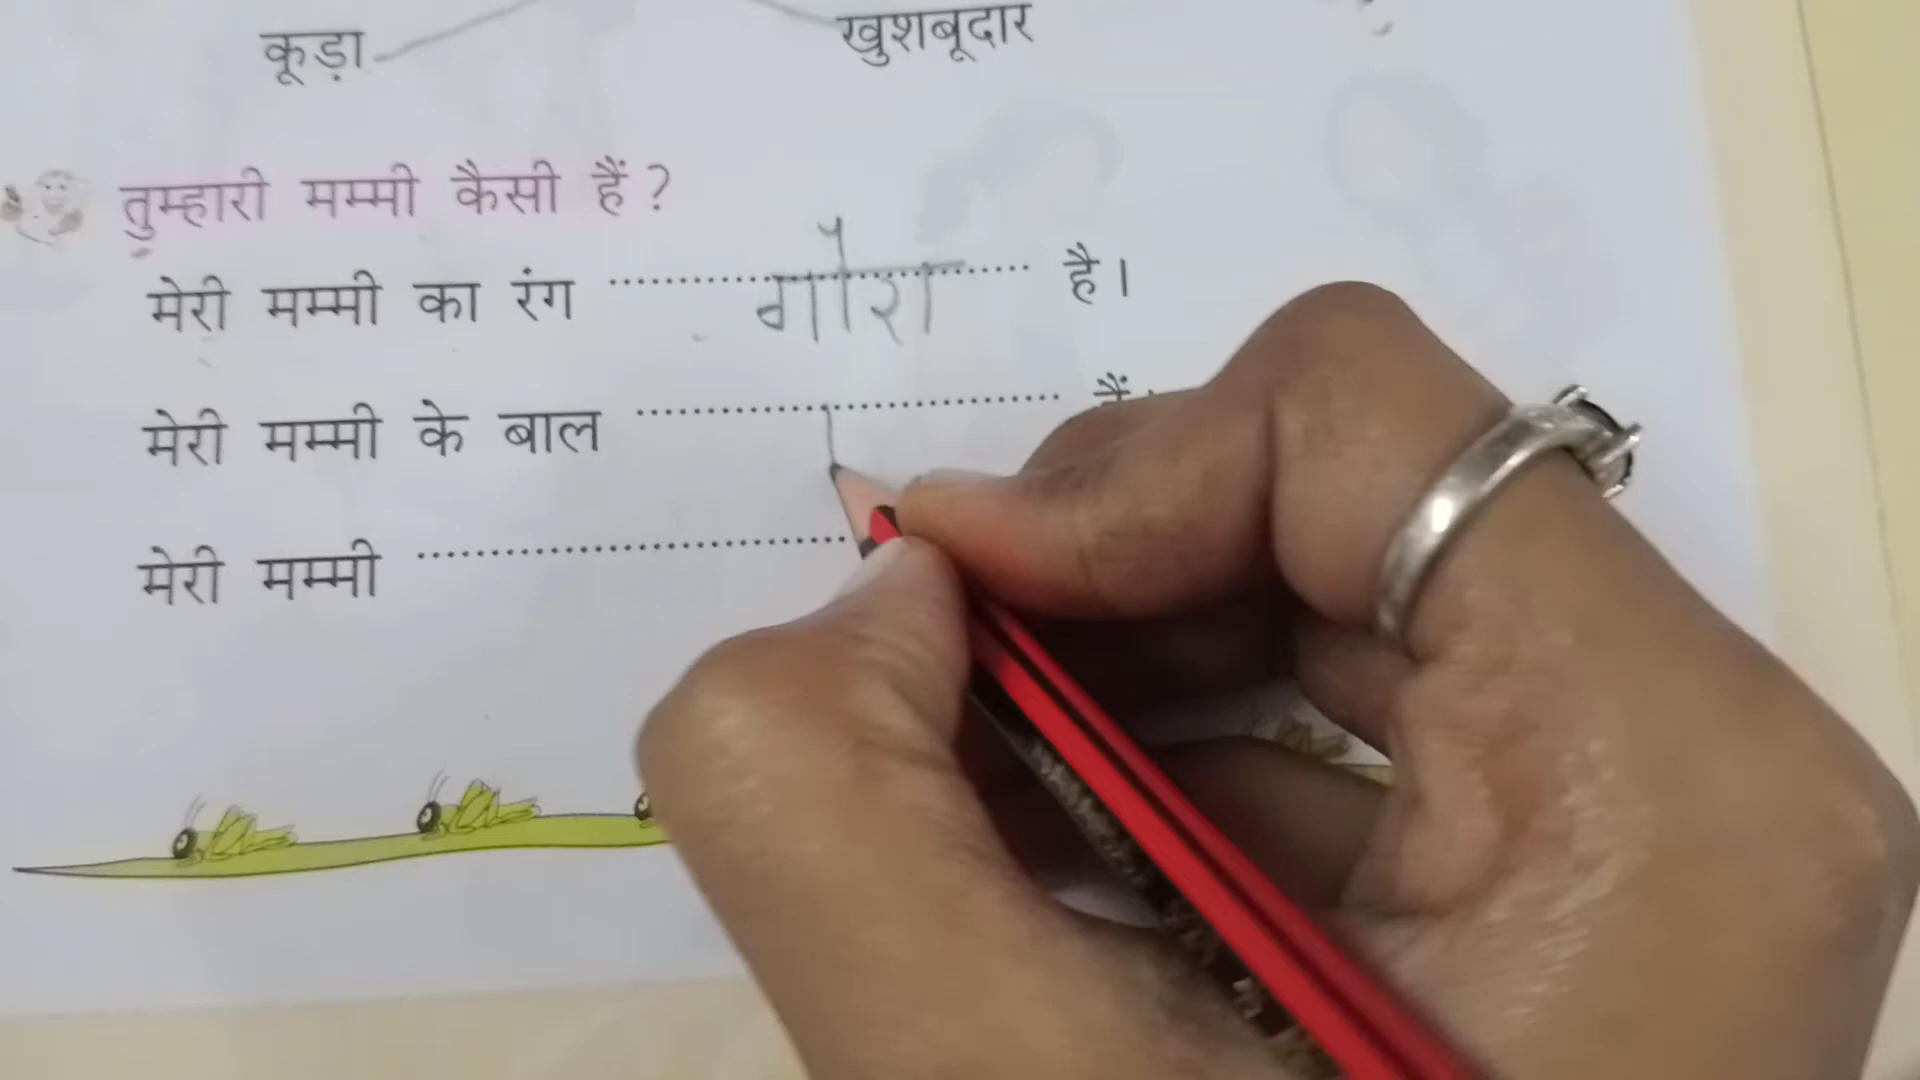 कूड़ा खुशबूदार
तुम्हारी मम्मी कैसी हैं ?
मेरी मम्मी का रंग .................. गोरा .................. है।
मेरी मम्मी के बाल .................................... हैं
मेरी मम्मी ....................................